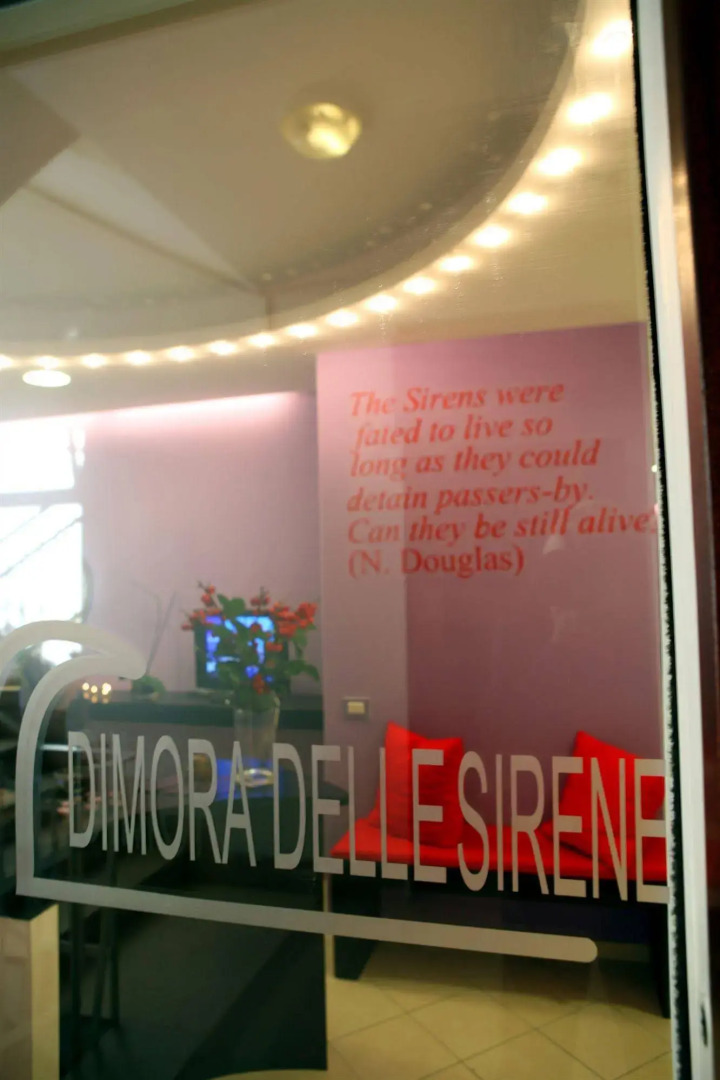 The Sirens were
fated to live so
long as they could
detain passers-by.
Can they be still alive?
(N. Douglas)
DIMORA DELLE SIRENE